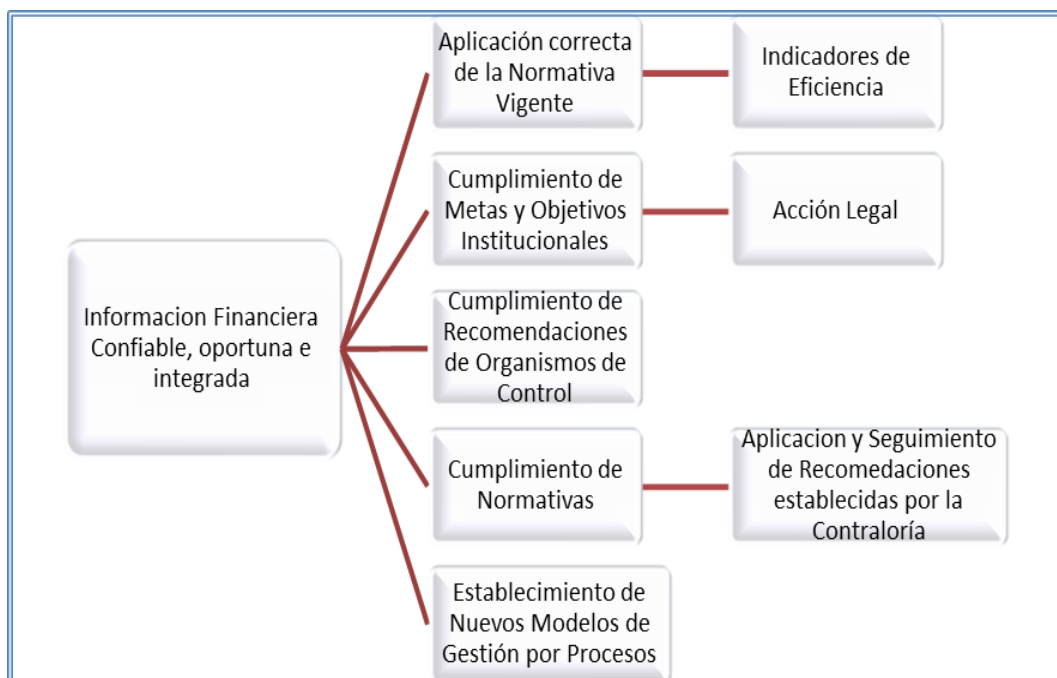 Aplicación correcta
de la Normativa
Vigente
Indicadores de
Eficiencia
Cumplimiento de
Metas y Objetivos
Institucionales
Acción Legal
Informacion Financiera
Confiable, oportuna e
integrada
Cumplimiento de
Recomendaciones
de Organismos de
Control
Cumplimiento de
Normativas
Aplicacion y Seguimiento
de Recomedaciones
establecidas por la
Contraloría
Establecimiento de
Nuevos Modelos de
Gestión por Procesos